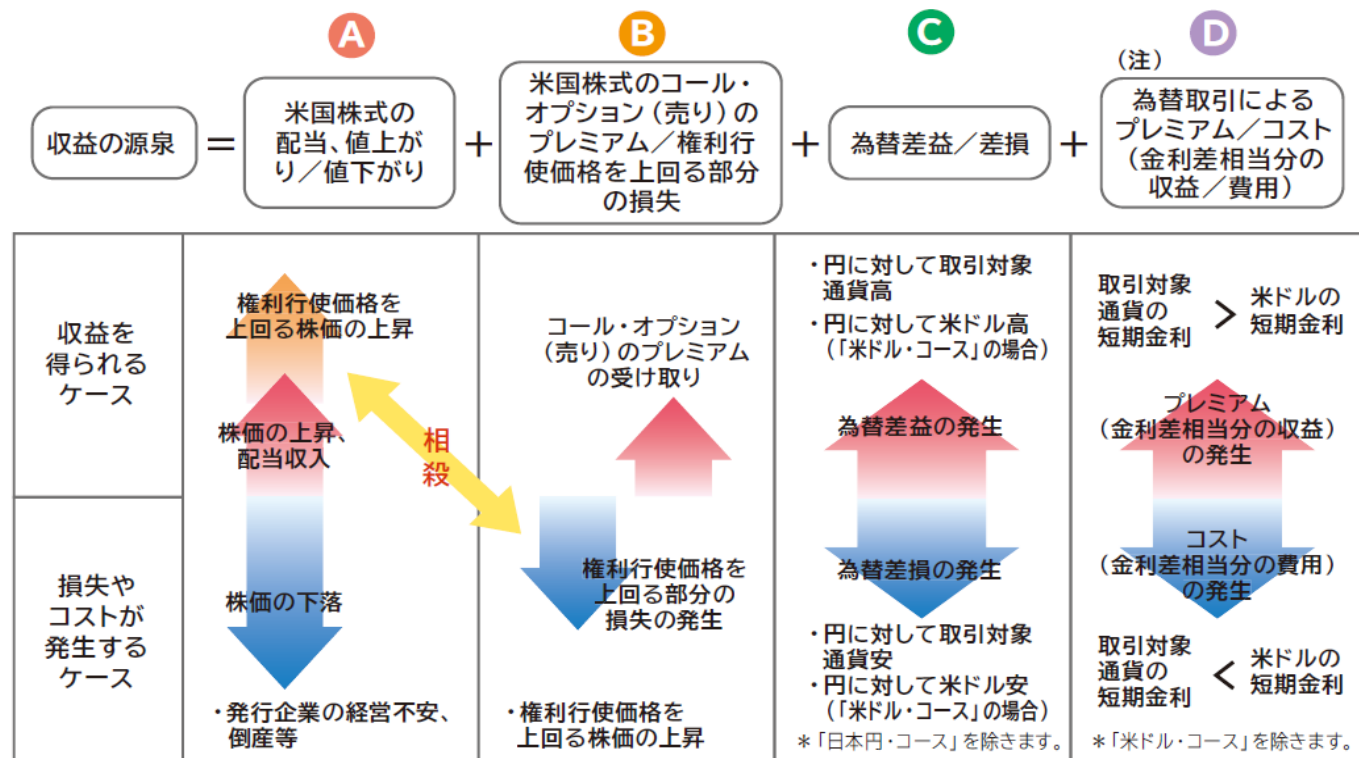 A
B
C
D
(注)
収益の源泉
=
米国株式の
配当、値上が
り／値下がり
+
米国株式のコール・
オプション（売り）の
プレミアム／権利行
使価格を上回る部分
の損失
+
為替差益／差損
+
為替取引による
プレミアム／コスト
（金利差相当分の
収益／費用）
収益を
得られる
ケース
権利行使価格を
上回る株価の上昇
株価の上昇、
配当収入
相
殺
コール・オプション
（売り）のプレミアム
の受け取り
・円に対して取引対象
通貨高
・円に対して米ドル高
（「米ドル・コース」の場合）
為替差益の発生
取引対象
通貨の
短期金利
>
米ドルの
短期金利
プレミアム
（金利差相当分の収益）
の発生
損失や
コストが
発生する
ケース
株価の下落
・発行企業の経営不安、
倒産等
権利行使価格を
上回る部分の
損失の発生
・権利行使価格を
上回る株価の上昇
為替差損の発生
・円に対して取引対象
通貨安
・円に対して米ドル安
（「米ドル・コース」の場合）
＊「日本円・コース」を除きます。
コスト
（金利差相当分の費用）
の発生
取引対象
通貨の
短期金利
<
米ドルの
短期金利
＊「米ドル・コース」を除きます。